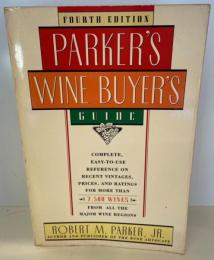 FOURTH EDITION
PARKER'S
WINE BUYER'S
GUIDE
COMPLETE,
EASY-TO-USE
REFERENCE ON
RECENT VINTAGES,
PRICES, AND RATINGS
FOR MORE THAN
7,500 WINES
FROM ALL THE
MAJOR WINE REGIONS
ROBERT M. PARKER, JR.
AUTHOR AND PUBLISHER OF THE WINE ADVOCATE